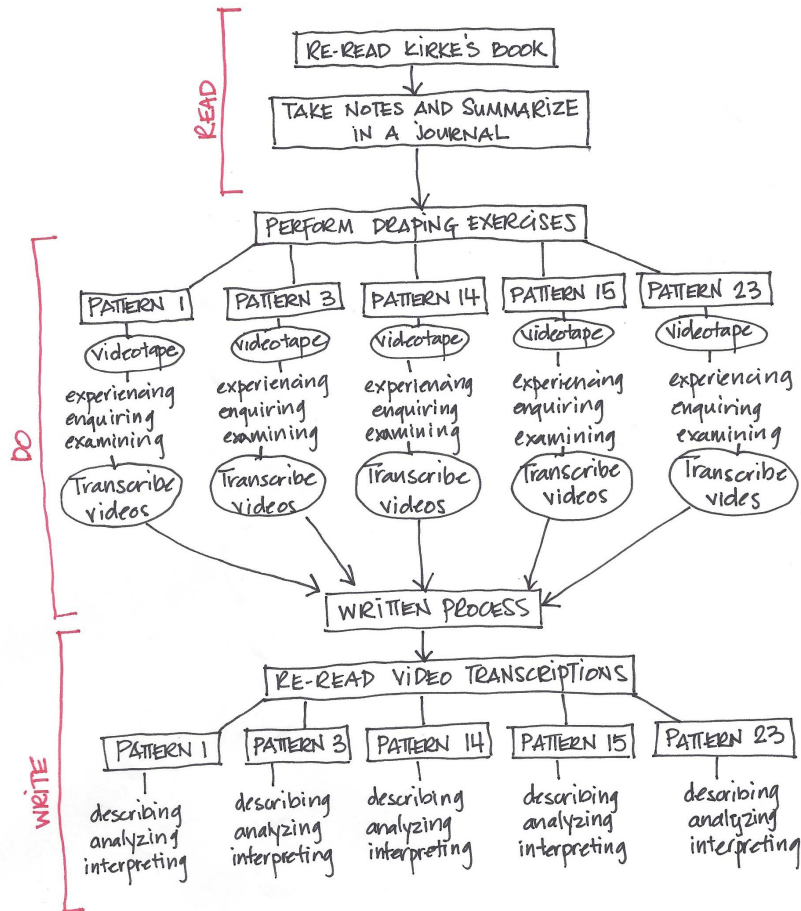 READ
RE-READ KIRKE'S BOOK
TAKE NOTES AND SUMMARIZE
IN A JOURNAL
DO
PERFORM DRAPING EXERCISES
PATTERN 1
videotape
experiencing
enquiring
examining
Transcribe
videos
PATTERN 3
videotape
experiencing
enquiring
examining
Transcribe
videos
PATTERN 14
videotape
experiencing
enquiring
examining
Transcribe
videos
PATTERN 15
videotape
experiencing
enquiring
examining
Transcribe
videos
PATTERN 23
videotape
experiencing
enquiring
examining
Transcribe
vides
WRITTEN PROCESS
WRITE
RE-READ VIDEO TRANSCRIPTIONS
PATTERN 1
describing
analyzing
interpreting
PATTERN 3
describing
analyzing
interpreting
PATTERN 14
describing
analyzing
interpreting
PATTERN 15
describing
analyzing
interpreting
PATTERN 23
describing
analyzing
interpreting